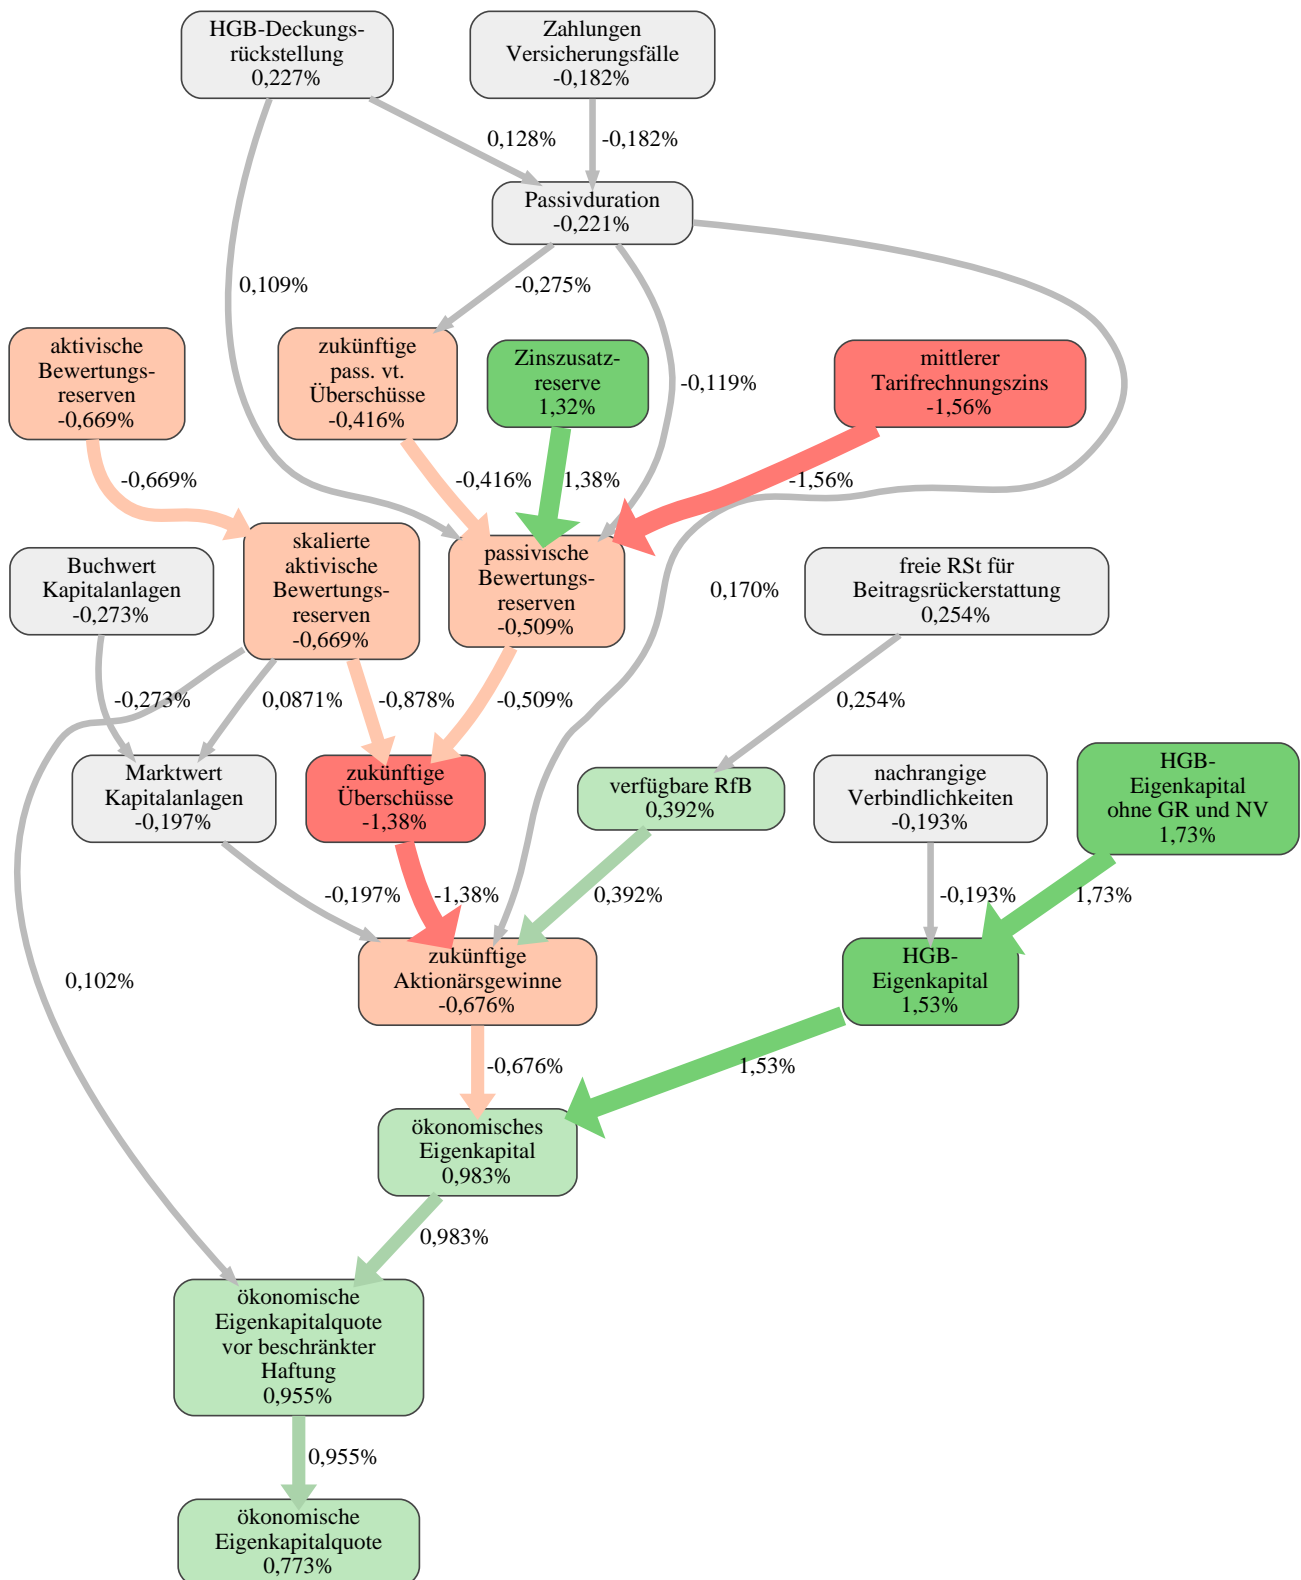 HGB-Deckungs-
rückstellung
0,227%
Zahlungen
Versicherungsfälle
-0,182%
0,128%
-0,182%
Passivduration
-0,221%
0,109%
-0,275%
-0,119%
aktivische
Bewertungs-
reserven
-0,669%
zukünftige
pass. vt.
Überschüsse
-0,416%
Zinszusatz-
reserve
1,32%
mittlerer
Tarifrechnungszins
-1,56%
-0,669%
-0,416%
1,38%
-1,56%
Buchwert
Kapitalanlagen
-0,273%
skalierte
aktivische
Bewertungs-
reserven
-0,669%
passivische
Bewertungs-
reserven
-0,509%
0,170%
freie RSt für
Beitragsrückerstattung
0,254%
-0,273%
0,0871%
-0,878%
-0,509%
0,254%
Marktwert
Kapitalanlagen
-0,197%
zukünftige
Überschüsse
-1,38%
verfügbare RfB
0,392%
nachrangige
Verbindlichkeiten
-0,193%
HGB-
Eigenkapital
ohne GR und NV
1,73%
-0,197%
-1,38%
0,392%
-0,193%
1,73%
0,102%
zukünftige
Aktionärsgewinne
-0,676%
HGB-
Eigenkapital
1,53%
-0,676%
1,53%
ökonomisches
Eigenkapital
0,983%
0,983%
ökonomische
Eigenkapitalquote
vor beschränkter
Haftung
0,955%
0,955%
ökonomische
Eigenkapitalquote
0,773%